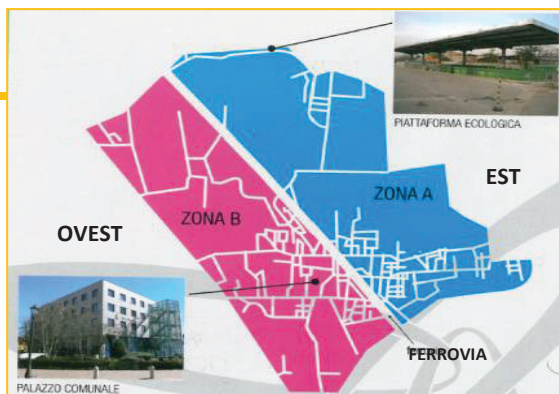 PIATTAFORMA ECOLOGICA
EST
ZONA A
ZONA B
OVEST
FERROVIA
PALAZZO COMUNALE